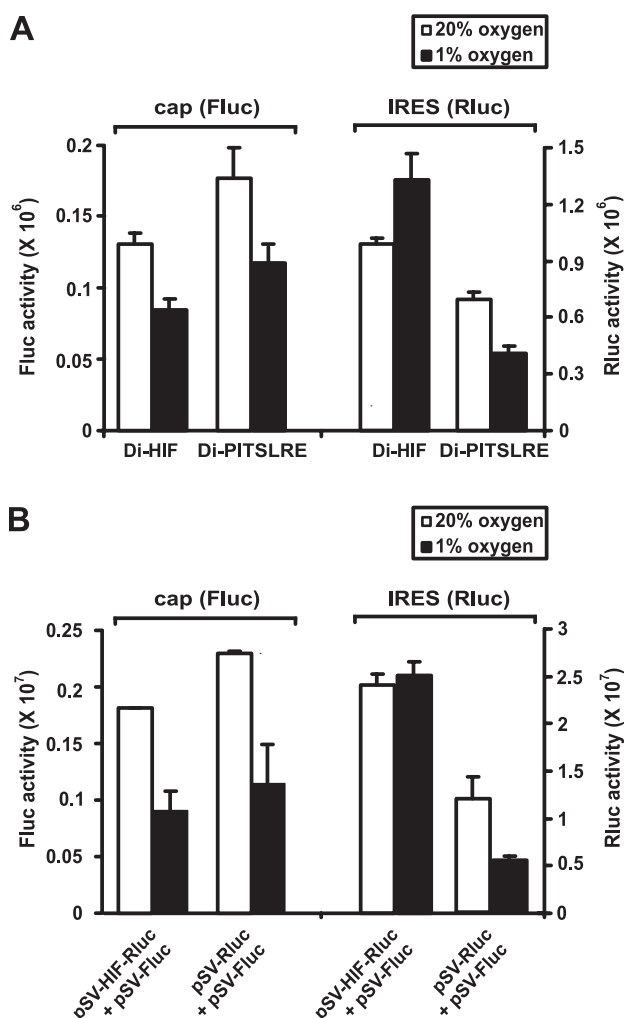 A
20% oxygen
1% oxygen
cap (Fluc)
IRES (Rluc)
Fluc activity (X 10⁶)
0.2
0.15
0.1
0.05
0
1.5
1.2
0.9
0.6
0.3
0
Rluc activity (X 10⁶)
Di-HIF
Di-PITSLRE
Di-HIF
Di-PITSLRE
B
20% oxygen
1% oxygen
cap (Fluc)
IRES (Rluc)
Fluc activity (X 10⁷)
0.25
0.2
0.15
0.1
0.05
0
3
2.5
2
1.5
1
0.5
0
Rluc activity (X 10⁷)
pSV-HIF-Rluc
+ pSV-Fluc
pSV-Rluc
+ pSV-Fluc
pSV-HIF-Rluc
+ pSV-Fluc
pSV-Rluc
+ pSV-Fluc